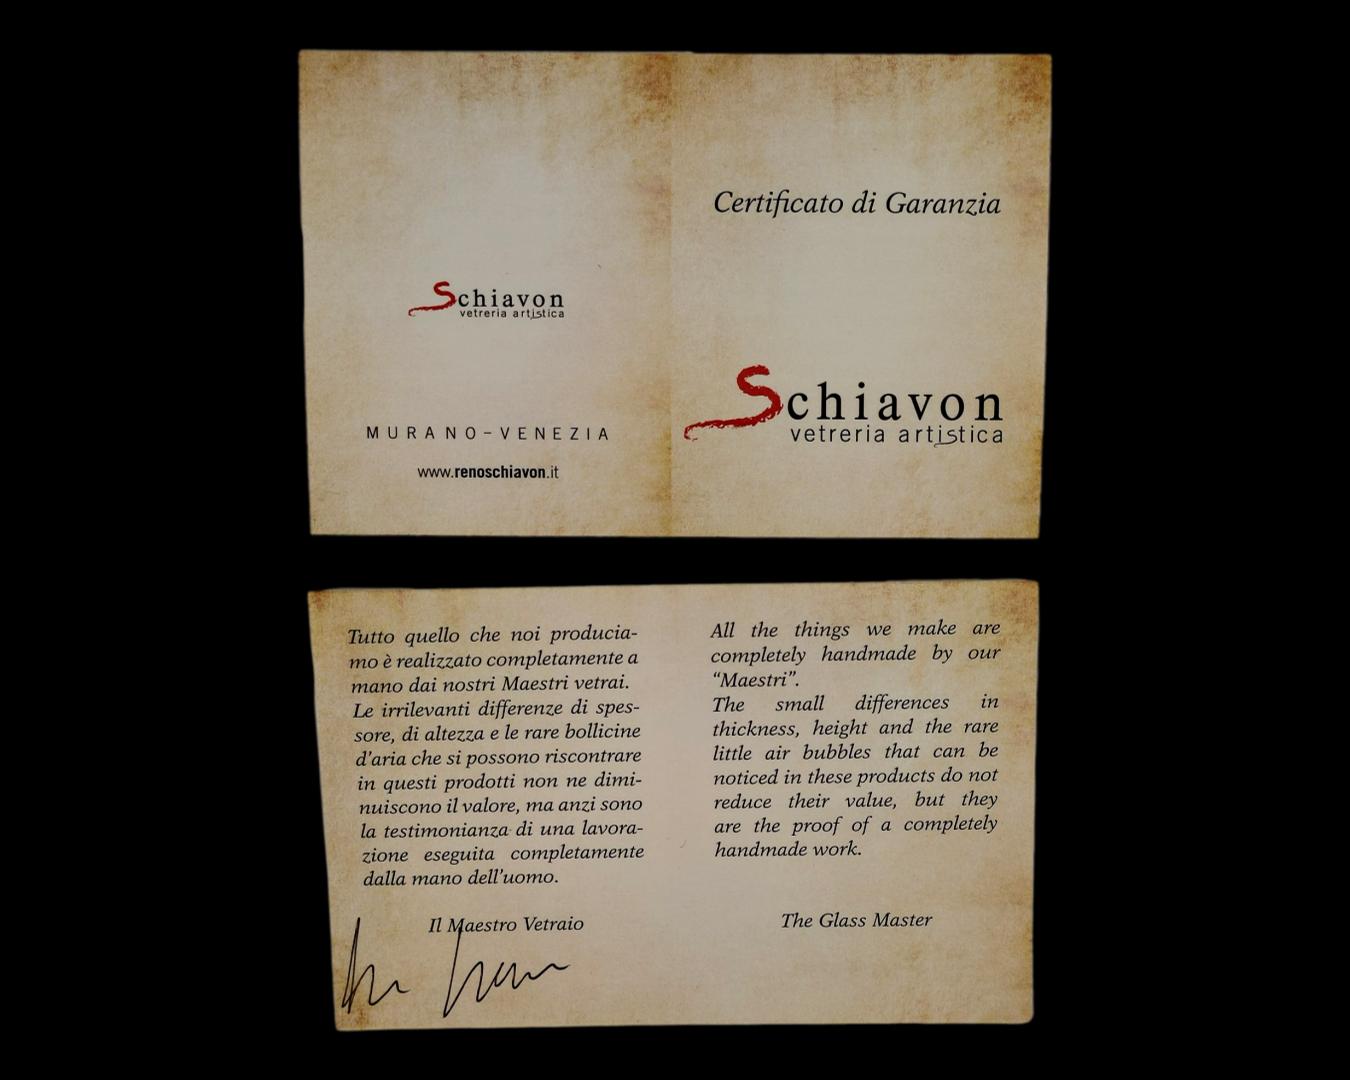 Schiavon
vetreria artistica
MURANO-VENEZIA
www.renoschiavon.it
Certificato di Garanzia
Schiavon
vetreria artistica
Tutto quello che noi producia-
mo è realizzato completamente a
mano dai nostri Maestri vetrai.
Le irrilevanti differenze di spes-
sore, di altezza e le rare bollicine
d'aria che si possono riscontrare
in questi prodotti non ne dimi-
nuiscono il valore, ma anzi sono
la testimonianza di una lavora-
zione eseguita completamente
dalla mano dell'uomo.
Il Maestro Vetraio
All the things we make are
completely handmade by our
“Maestri”.
The small differences in
thickness, height and the rare
little air bubbles that can be
noticed in these products do not
reduce their value, but they
are the proof of a completely
handmade work.
The Glass Master